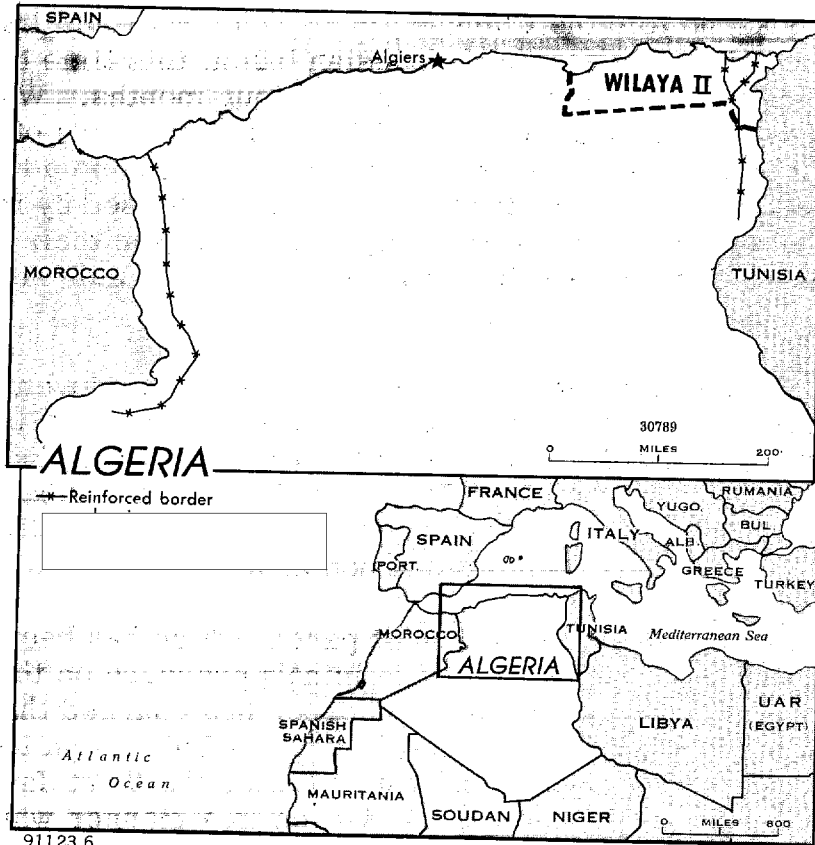 SPAIN
Algiers
WILAYA II
MOROCCO
TUNISIA
30789
0 MILES 200
ALGERIA
Reinforced border
FRANCE
RUMANIA
YUGO.
BUL
ITALY
ALB.
SPAIN
PORT.
GREECE
TURKEY
MOROCCO
TUNISIA
Mediterranean Sea
ALGERIA
UAR
(EGYPT)
LIBYA
SPANISH
SAHARA
Atlantic
Ocean
MAURITANIA
SOUDAN
NIGER
0 MILES 800
91123 6